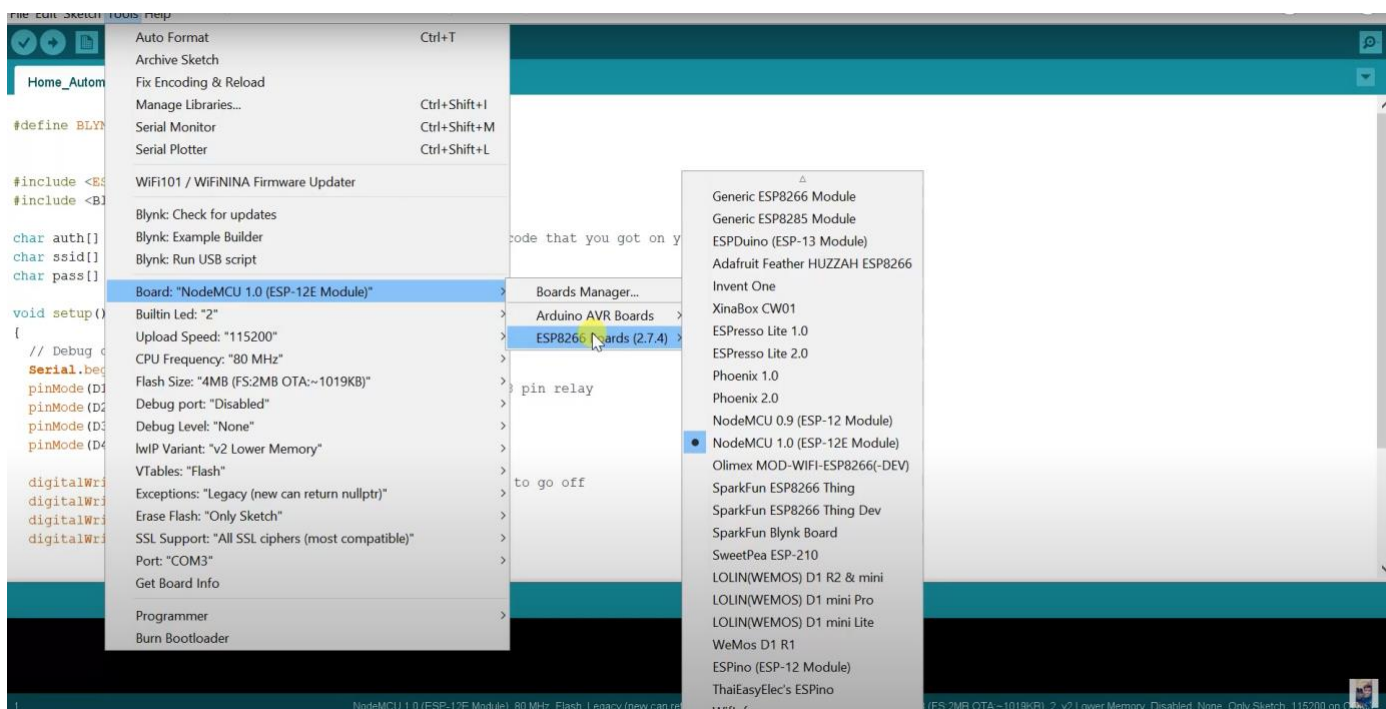 File Edit Sketch Tools Help
Home_Autom
#define BLYN
#include <ES
#include <Bl
char auth[]
code that you got on y
char ssid[]
char pass[]
void setup()
{
// Debug c
Serial.beg
pinMode(D1
pin relay
pinMode(D2
pinMode(D3
pinMode(D4
digitalWri
to go off
digitalWri
digitalWri
digitalWri
Auto Format Ctrl+T
Archive Sketch
Fix Encoding & Reload
Manage Libraries... Ctrl+Shift+I
Serial Monitor Ctrl+Shift+M
Serial Plotter Ctrl+Shift+L
WiFi101 / WiFiNINA Firmware Updater
Blynk: Check for updates
Blynk: Example Builder
Blynk: Run USB script
Board: "NodeMCU 1.0 (ESP-12E Module)"
Builtin Led: "2"
Upload Speed: "115200"
CPU Frequency: "80 MHz"
Flash Size: "4MB (FS:2MB OTA:~1019KB)"
Debug port: "Disabled"
Debug Level: "None"
lwIP Variant: "v2 Lower Memory"
VTables: "Flash"
Exceptions: "Legacy (new can return nullptr)"
Erase Flash: "Only Sketch"
SSL Support: "All SSL ciphers (most compatible)"
Port: "COM3"
Get Board Info
Programmer
Burn Bootloader
Boards Manager...
Arduino AVR Boards
ESP8266 Boards (2.7.4)
Generic ESP8266 Module
Generic ESP8285 Module
ESPDuino (ESP-13 Module)
Adafruit Feather HUZZAH ESP8266
Invent One
XinaBox CW01
ESPresso Lite 1.0
ESPresso Lite 2.0
Phoenix 1.0
Phoenix 2.0
NodeMCU 0.9 (ESP-12 Module)
NodeMCU 1.0 (ESP-12E Module)
Olimex MOD-WIFI-ESP8266(-DEV)
SparkFun ESP8266 Thing
SparkFun ESP8266 Thing Dev
SparkFun Blynk Board
SweetPea ESP-210
LOLIN(WEMOS) D1 R2 & mini
LOLIN(WEMOS) D1 mini Pro
LOLIN(WEMOS) D1 mini Lite
WeMos D1 R1
ESPino (ESP-12 Module)
ThaiEasyElec's ESPino
1
NodeMCU 1.0 (ESP-12E Module), 80 MHz, Flash, Legacy (new can ret
(FS:2MB OTA:~1019KB), 2, v2 Lower Memory, Disabled, None, Only Sketch, 115200 on